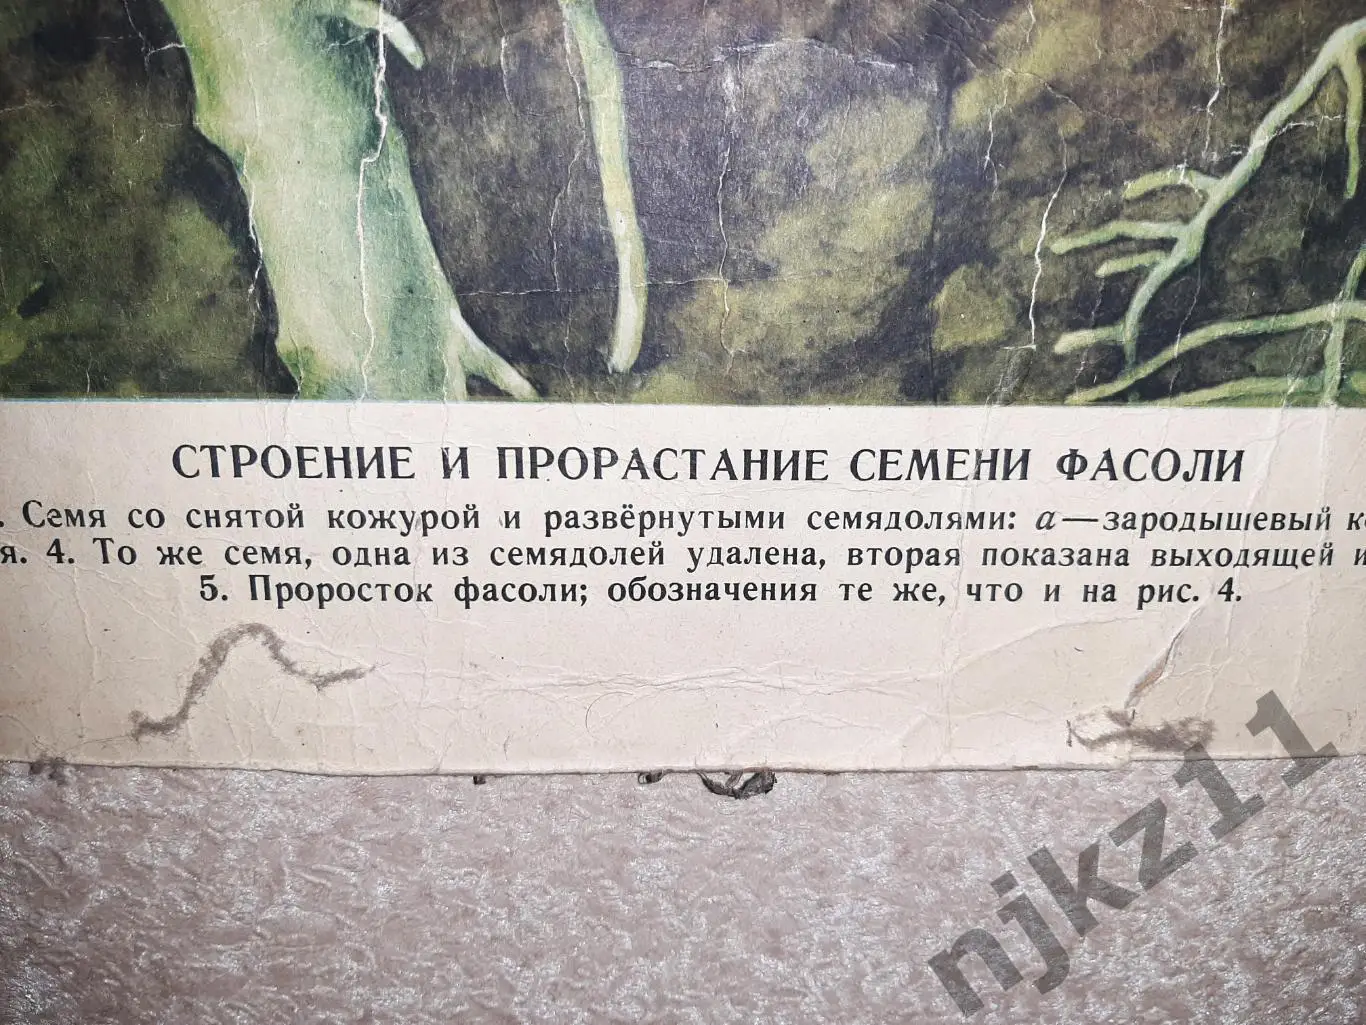 СТРОЕНИЕ И ПРОРАСТАНИЕ СЕМЕНИ ФАСОЛИ
. Семя со снятой кожурой и развёрнутыми семядолями: а—зародышевый
я. 4. То же семя, одна из семядолей удалена, вторая показана выходящей
5. Проросток фасоли; обозначения те же, что и на рис. 4.
njkz11